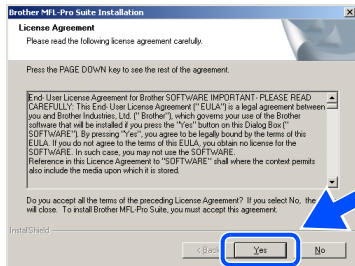 Brother MFL-Pro Suite Installation
License Agreement
Please read the following license agreement carefully.
Press the PAGE DOWN key to see the rest of the agreement.
End- User License Agreement for Brother SOFTWARE IMPORTANT- PLEASE READ
CAREFULLY: This End- User License Agreement (" EULA") is a legal agreement between
you and Brother Industries, Ltd. (" Brother"), which governs your use of the Brother
software that will be installed if you press the "Yes" button on this Dialog Box ("
SOFTWARE"). By pressing "Yes", you agree to be legally bound by the terms of this
EULA. If you do not agree to the terms of this EULA, you obtain no license for the
SOFTWARE. In such case, you may not use the SOFTWARE.
Reference in this Licence Agreement to "SOFTWARE" shall where the context permits
also include the media upon which it is stored.
Do you accept all the terms of the preceding License Agreement? If you select No, the
will close. To install Brother MFL-Pro Suite, you must accept this agreement.
InstallShield
< Back
Yes
No